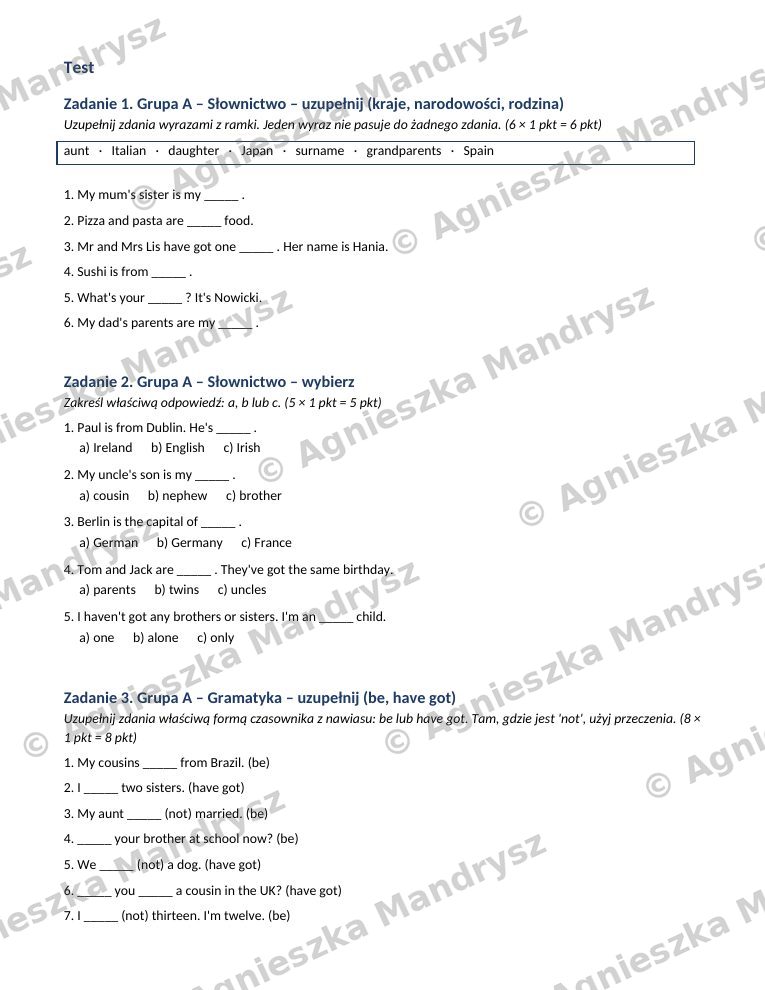 Test
Zadanie 1. Grupa A – Słownictwo – uzupełnij (kraje, narodowości, rodzina)
Uzupełnij zdania wyrazami z ramki. Jeden wyraz nie pasuje do żadnego zdania. (6 × 1 pkt = 6 pkt)
aunt · Italian · daughter · Japan · surname · grandparents · Spain
1. My mum's sister is my _____ .
2. Pizza and pasta are _____ food.
3. Mr and Mrs Lis have got one _____ . Her name is Hania.
4. Sushi is from _____ .
5. What's your _____ ? It's Nowicki.
6. My dad's parents are my _____ .
Zadanie 2. Grupa A – Słownictwo – wybierz
Zakreśl właściwą odpowiedź: a, b lub c. (5 × 1 pkt = 5 pkt)
1. Paul is from Dublin. He's _____ .
a) Ireland b) English c) Irish
2. My uncle's son is my _____ .
a) cousin b) nephew c) brother
3. Berlin is the capital of _____ .
a) German b) Germany c) France
4. Tom and Jack are _____ . They've got the same birthday.
a) parents b) twins c) uncles
5. I haven't got any brothers or sisters. I'm an _____ child.
a) one b) alone c) only
Zadanie 3. Grupa A – Gramatyka – uzupełnij (be, have got)
Uzupełnij zdania właściwą formą czasownika z nawiasu: be lub have got. Tam, gdzie jest 'not', użyj przeczenia. (8 ×
1 pkt = 8 pkt)
1. My cousins _____ from Brazil. (be)
2. I _____ two sisters. (have got)
3. My aunt _____ (not) married. (be)
4. _____ your brother at school now? (be)
5. We _____ (not) a dog. (have got)
6. _____ you _____ a cousin in the UK? (have got)
7. I _____ (not) thirteen. I'm twelve. (be)
© Agnieszka Mandrysz